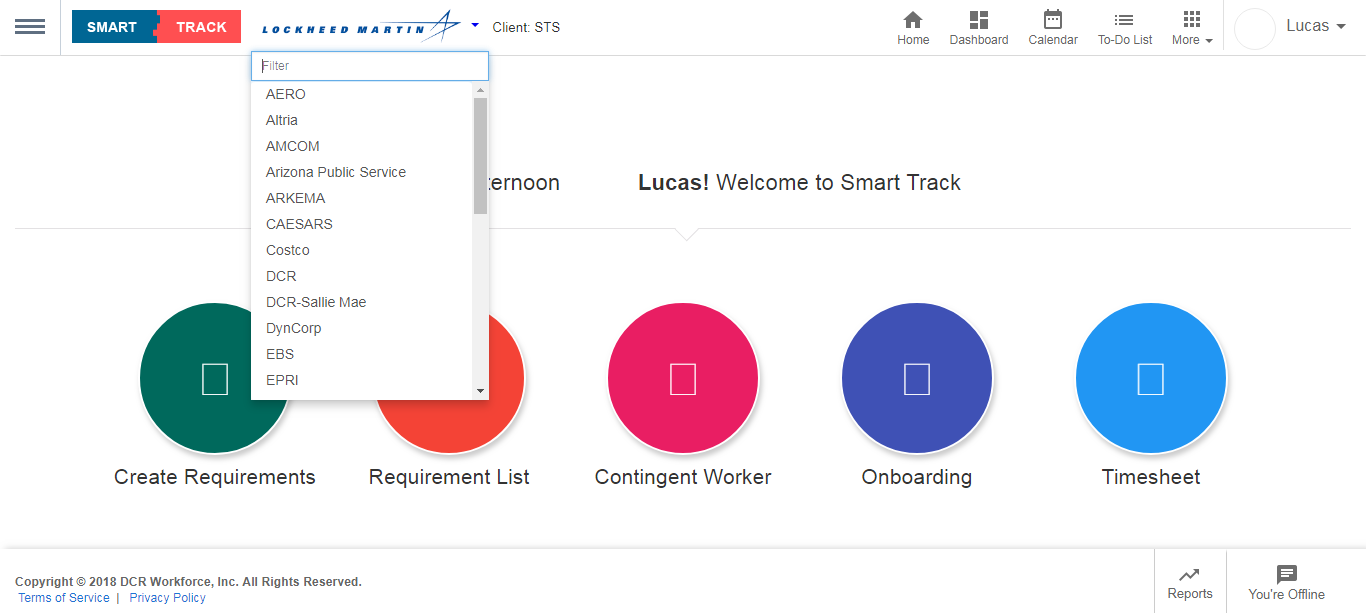 SMART TRACK
LOCKHEED MARTIN
Client: STS
Home
Dashboard
Calendar
To-Do List
More
Lucas
Filter
AERO
Altria
AMCOM
Arizona Public Service
ARKEMA
CAESARS
Costco
DCR
DCR-Sallie Mae
DynCorp
EBS
EPRI
Lucas! Welcome to Smart Track
Create Requirements
Requirement List
Contingent Worker
Onboarding
Timesheet
Copyright © 2018 DCR Workforce, Inc. All Rights Reserved.
Terms of Service | Privacy Policy
Reports
You're Offline